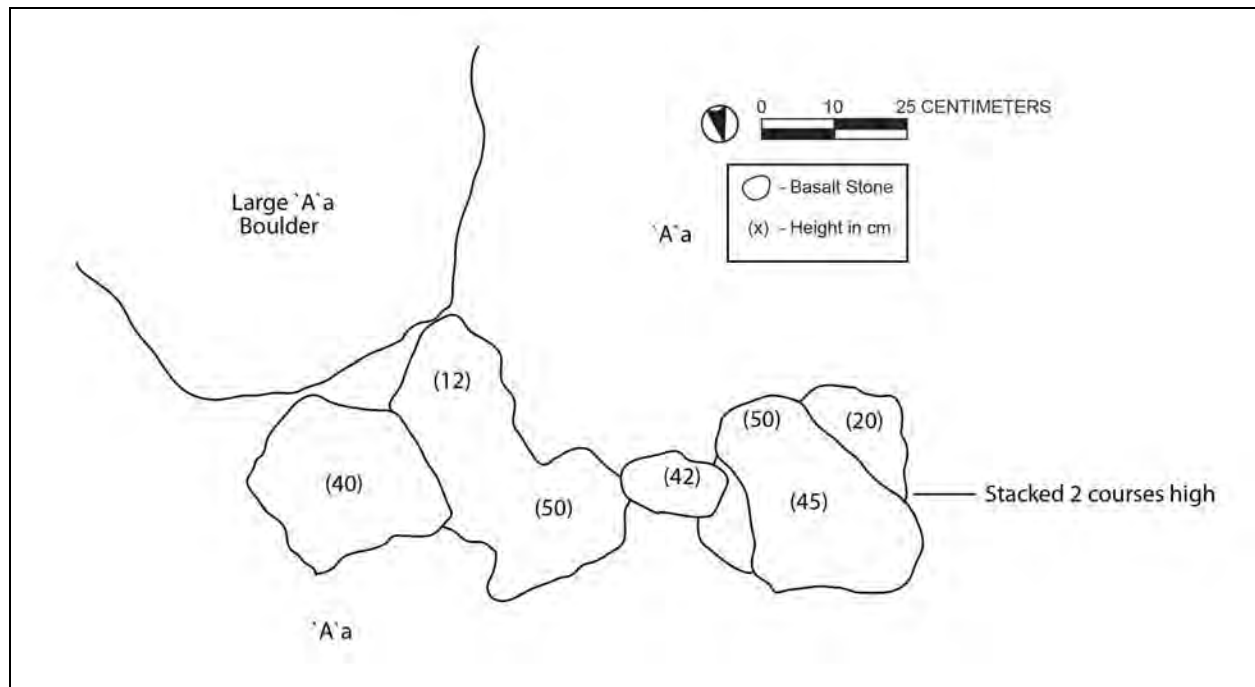 0 10 25 CENTIMETERS
- Basalt Stone
(x) - Height in cm
Large `A`a
Boulder
`A`a
(12)
(40)
(50)
(42)
(50)
(20)
(45)
Stacked 2 courses high
`A`a